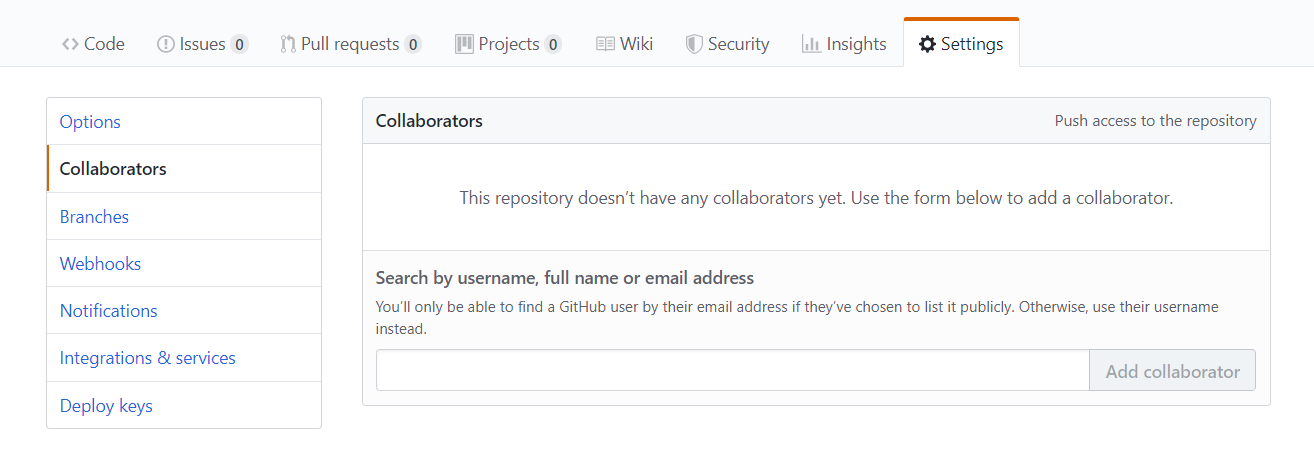 Code Issues 0 Pull requests 0 Projects 0 Wiki Security Insights Settings
Options
Collaborators
Branches
Webhooks
Notifications
Integrations & services
Deploy keys
Collaborators Push access to the repository
This repository doesn’t have any collaborators yet. Use the form below to add a collaborator.
Search by username, full name or email address
You’ll only be able to find a GitHub user by their email address if they’ve chosen to list it publicly. Otherwise, use their username
instead.
Add collaborator